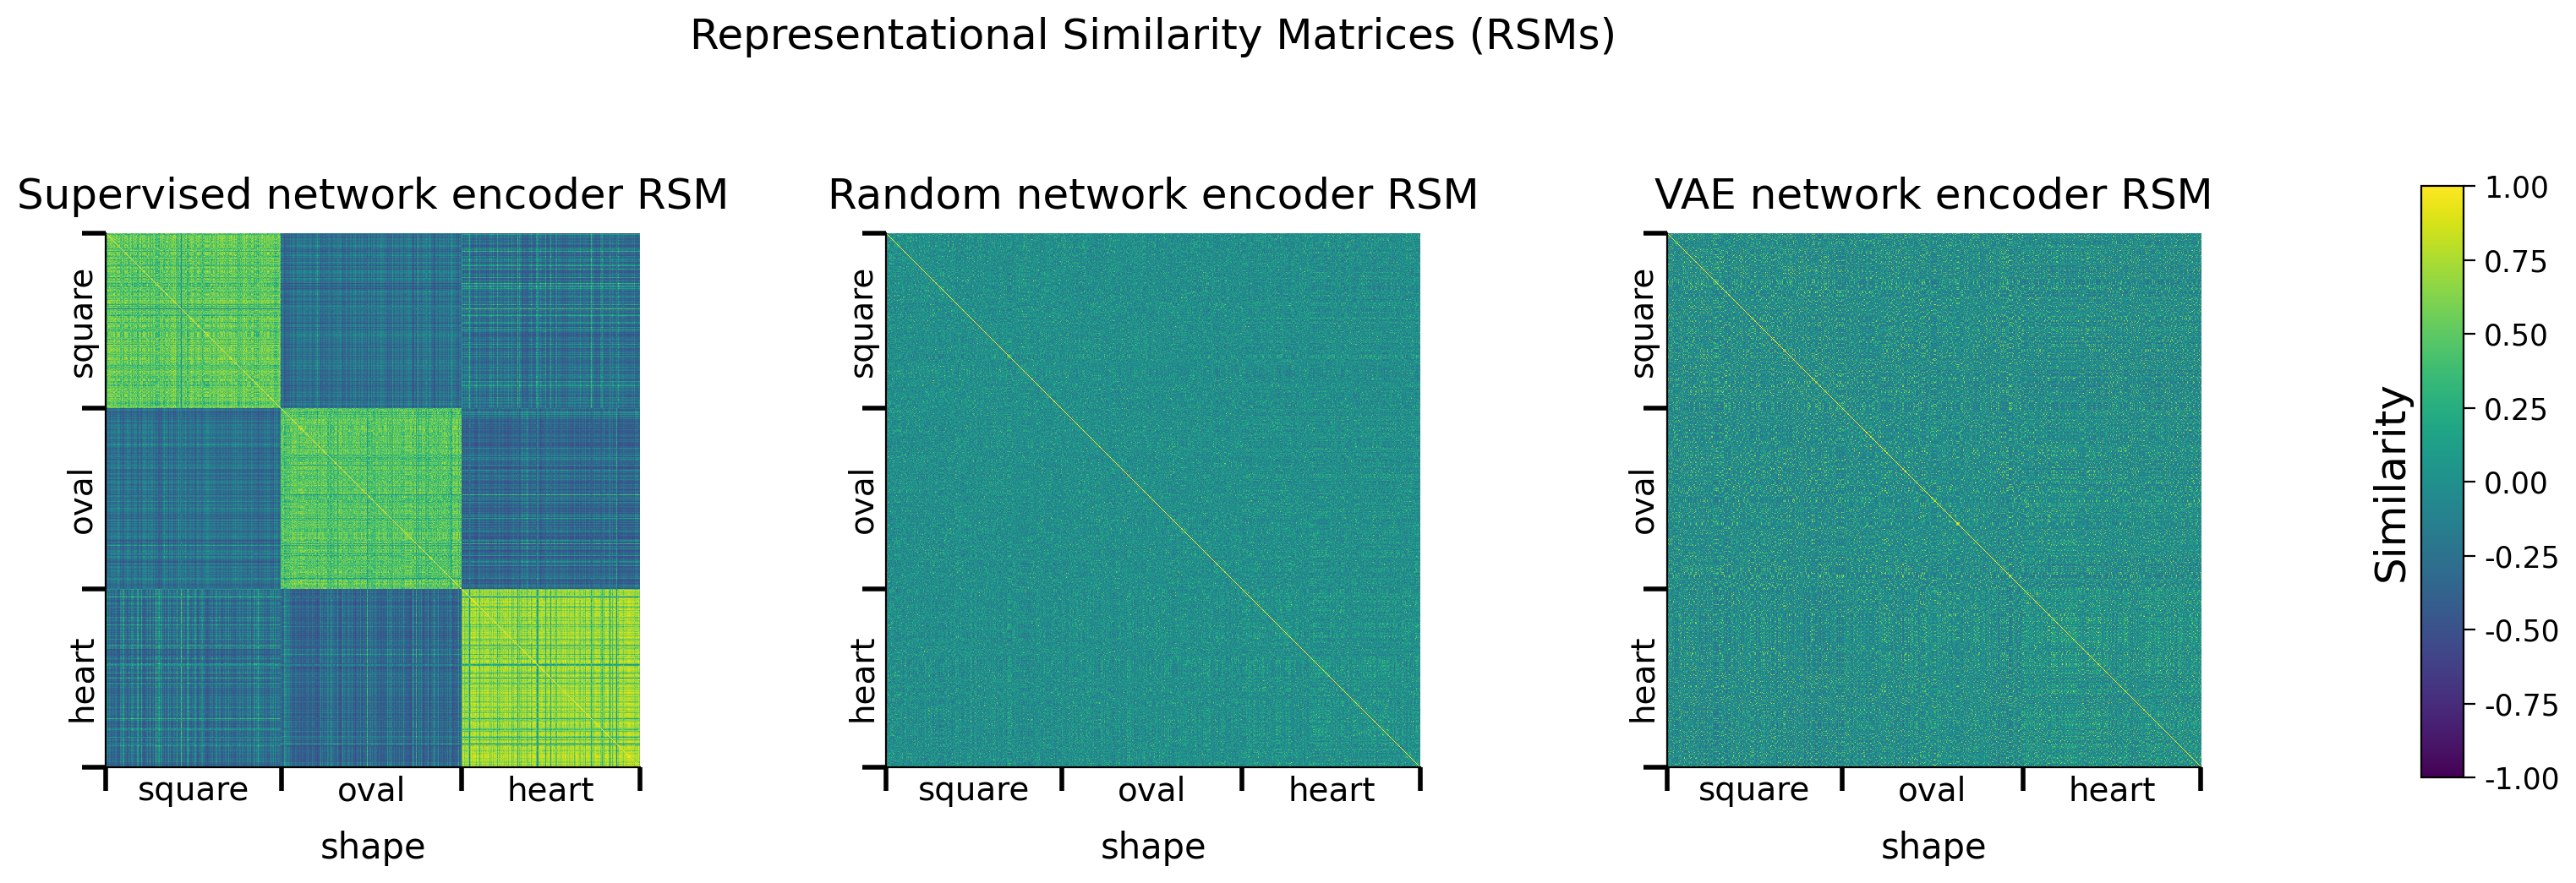 Representational Similarity Matrices (RSMs)
Supervised network encoder RSM
square
oval
heart
square oval heart
shape
Random network encoder RSM
square
oval
heart
square oval heart
shape
VAE network encoder RSM
square
oval
heart
square oval heart
shape
Similarity
1.00
0.75
0.50
0.25
0.00
-0.25
-0.50
-0.75
-1.00